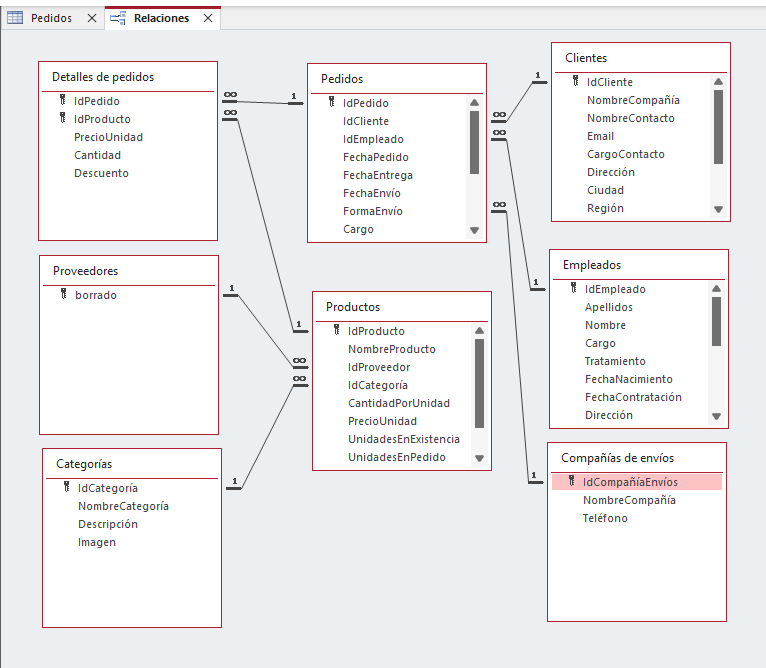 Pedidos
Relaciones
Detalles de pedidos
IdPedido
IdProducto
PrecioUnidad
Cantidad
Descuento
∞
1
∞
Pedidos
IdPedido
IdCliente
IdEmpleado
FechaPedido
FechaEntrega
FechaEnvío
FormaEnvío
Cargo
∞
∞
∞
1
Clientes
IdCliente
NombreCompañía
NombreContacto
Email
CargoContacto
Dirección
Ciudad
Región
Proveedores
borrado
1
1
∞
∞
Productos
IdProducto
NombreProducto
IdProveedor
IdCategoría
CantidadPorUnidad
PrecioUnidad
UnidadesEnExistencia
UnidadesEnPedido
1
Empleados
IdEmpleado
Apellidos
Nombre
Cargo
Tratamiento
FechaNacimiento
FechaContratación
Dirección
Categorías
IdCategoría
NombreCategoría
Descripción
Imagen
1
1
Compañías de envíos
IdCompañíaEnvíos
NombreCompañía
Teléfono